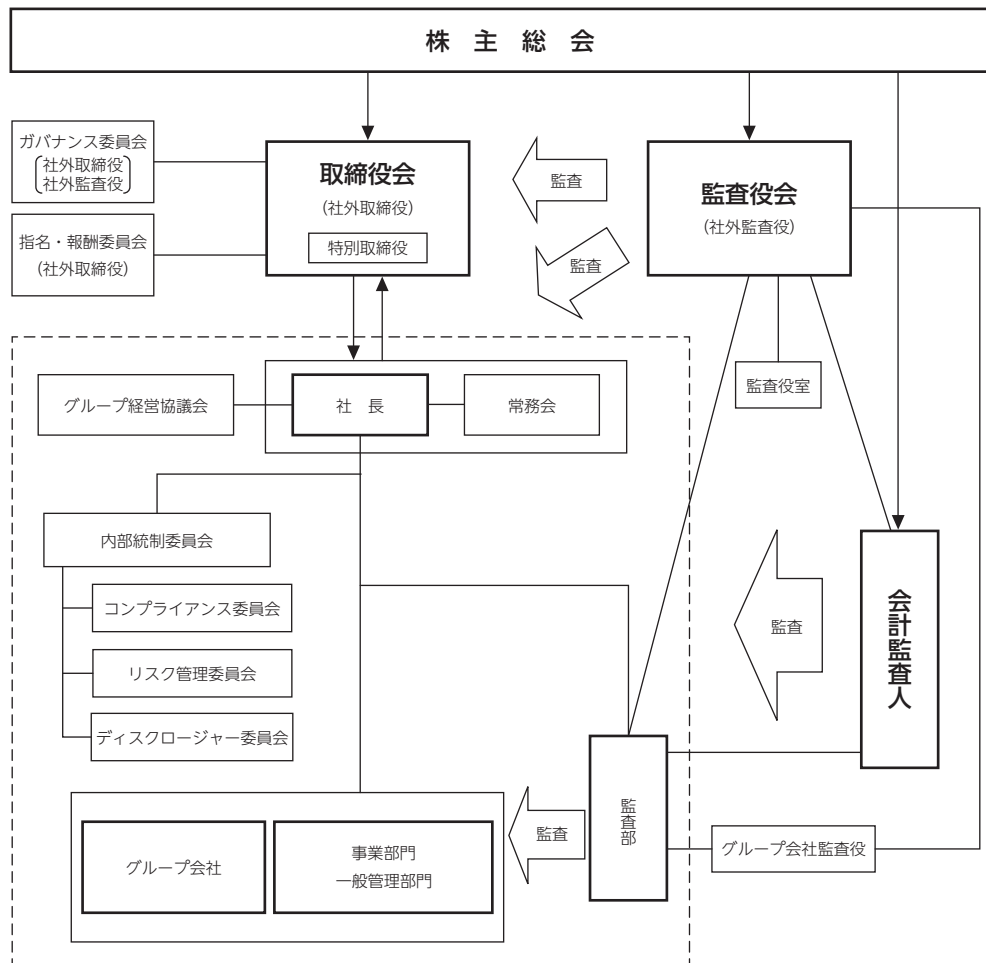 株主総会
ガバナンス委員会
社外取締役
社外監査役
指名・報酬委員会
(社外取締役)
取締役会
(社外取締役)
特別取締役
監査
監査
監査役会
(社外監査役)
監査役室
グループ経営協議会
社 長
常務会
内部統制委員会
コンプライアンス委員会
リスク管理委員会
ディスクロージャー委員会
監査
会計監査人
グループ会社
事業部門
一般管理部門
監査
監査部
グループ会社監査役